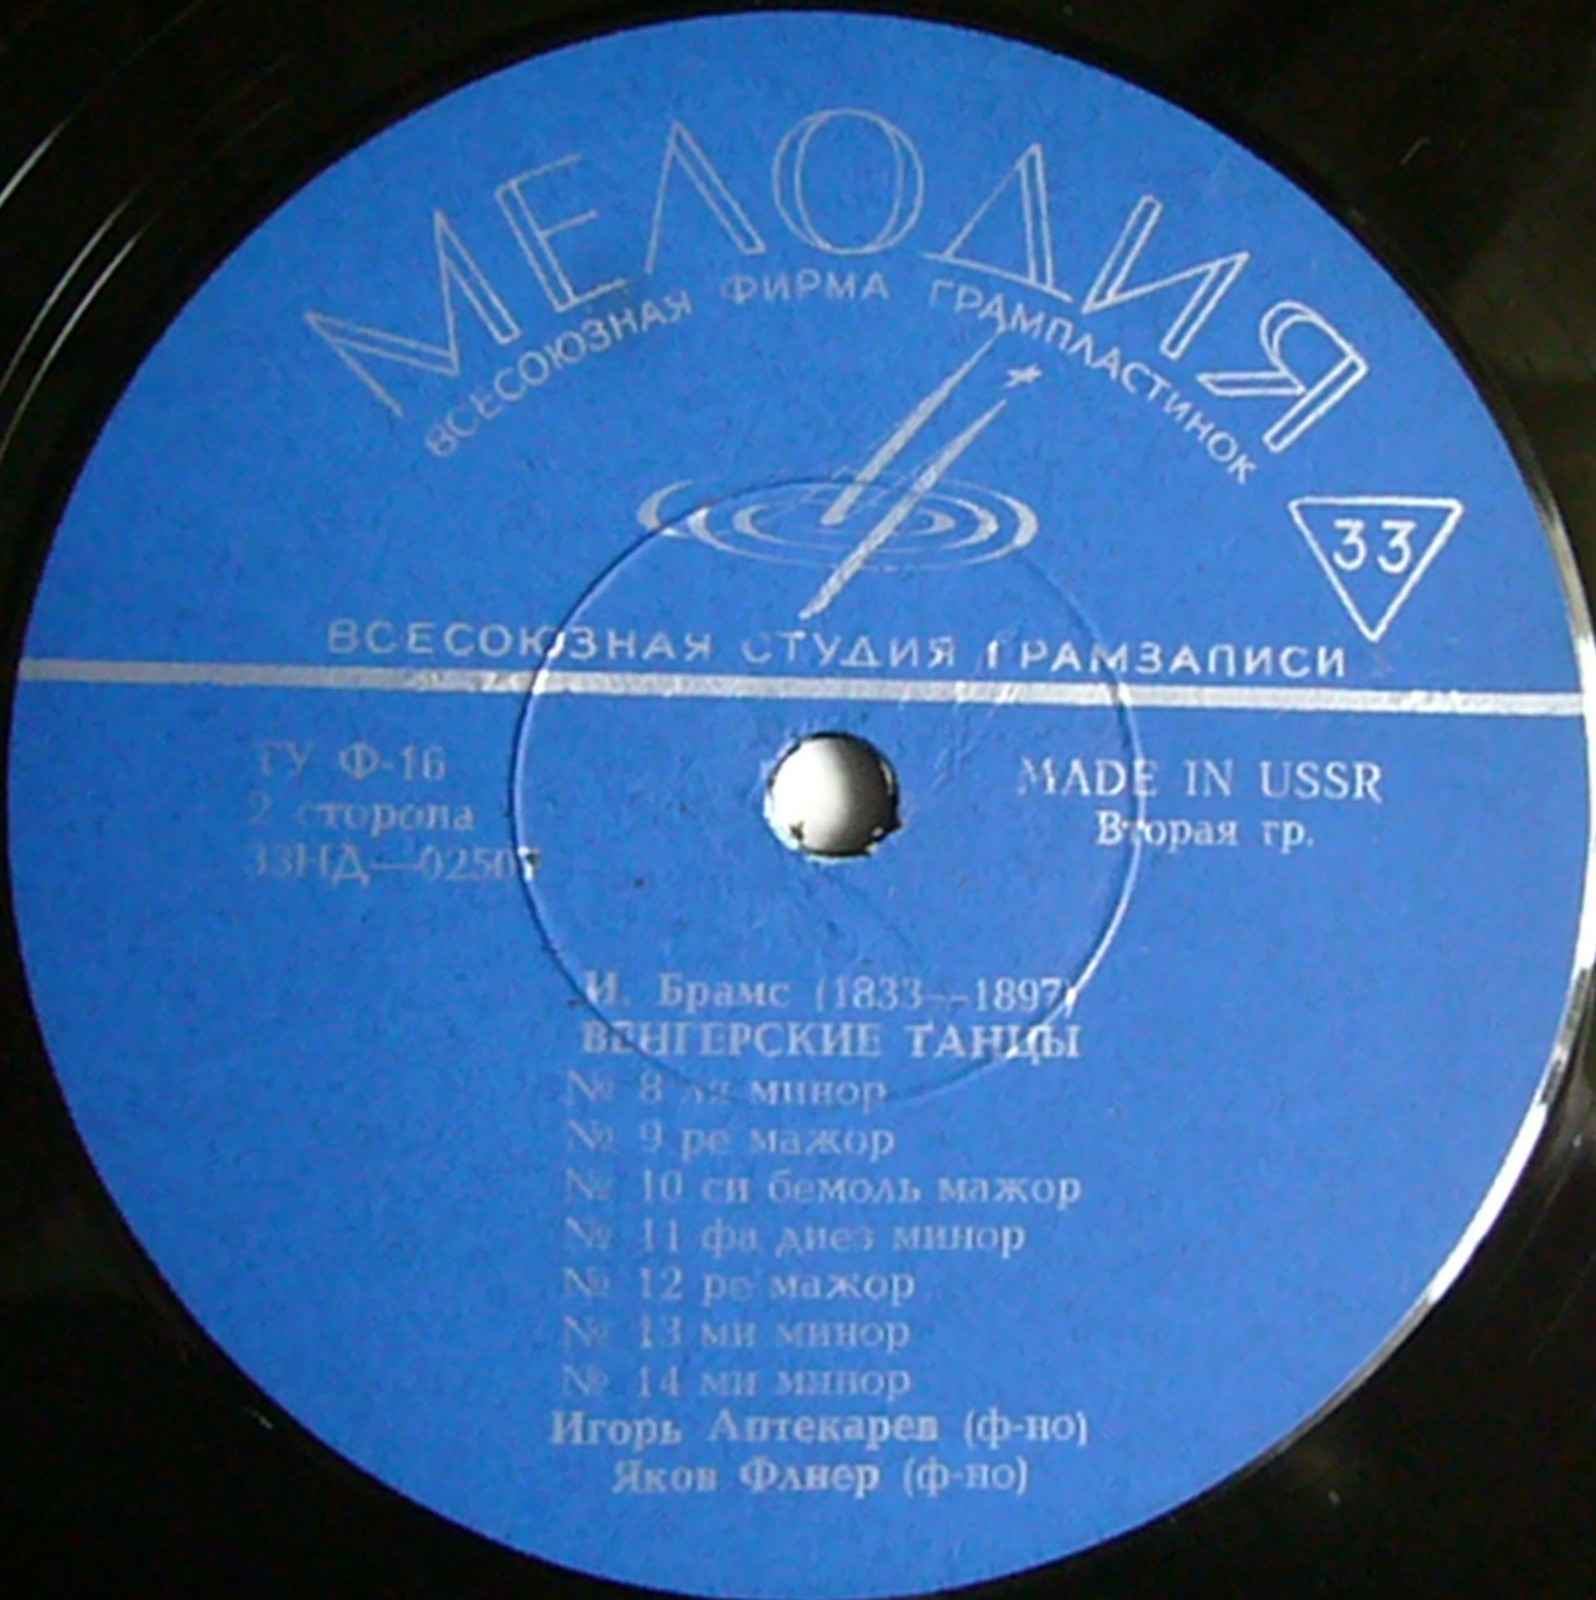 МЕЛОДИЯ
ВСЕСОЮЗНАЯ ФИРМА ГРАМПЛАСТИНОК
33
ВСЕСОЮЗНАЯ СТУДИЯ ГРАМЗАПИСИ
ТУ Ф-16
2 сторона
MADE IN USSR
Вторая гр.
И. Брамс (1833—1897)
ВЕНГЕРСКИЕ ТАНЦЫ
№ 8 ля минор
№ 9 ре мажор
№ 10 си бемоль мажор
№ 11 фа диез минор
№ 12 ре мажор
№ 13 ми минор
№ 14 ми минор
Игорь Аптекарев (ф-но)
Яков Флиер (ф-но)